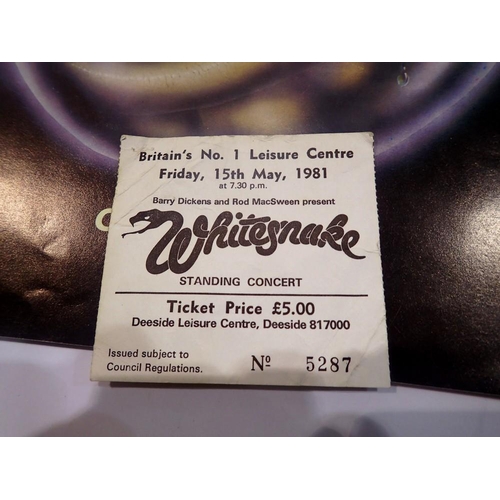 Britain's No. 1 Leisure Centre
Friday, 15th May, 1981
at 7.30 p.m.
Barry Dickens and Rod MacSween present
Whitesnake
STANDING CONCERT
Ticket Price £5.00
Deeside Leisure Centre, Deeside 817000
Issued subject to
Council Regulations.
Nº 5287